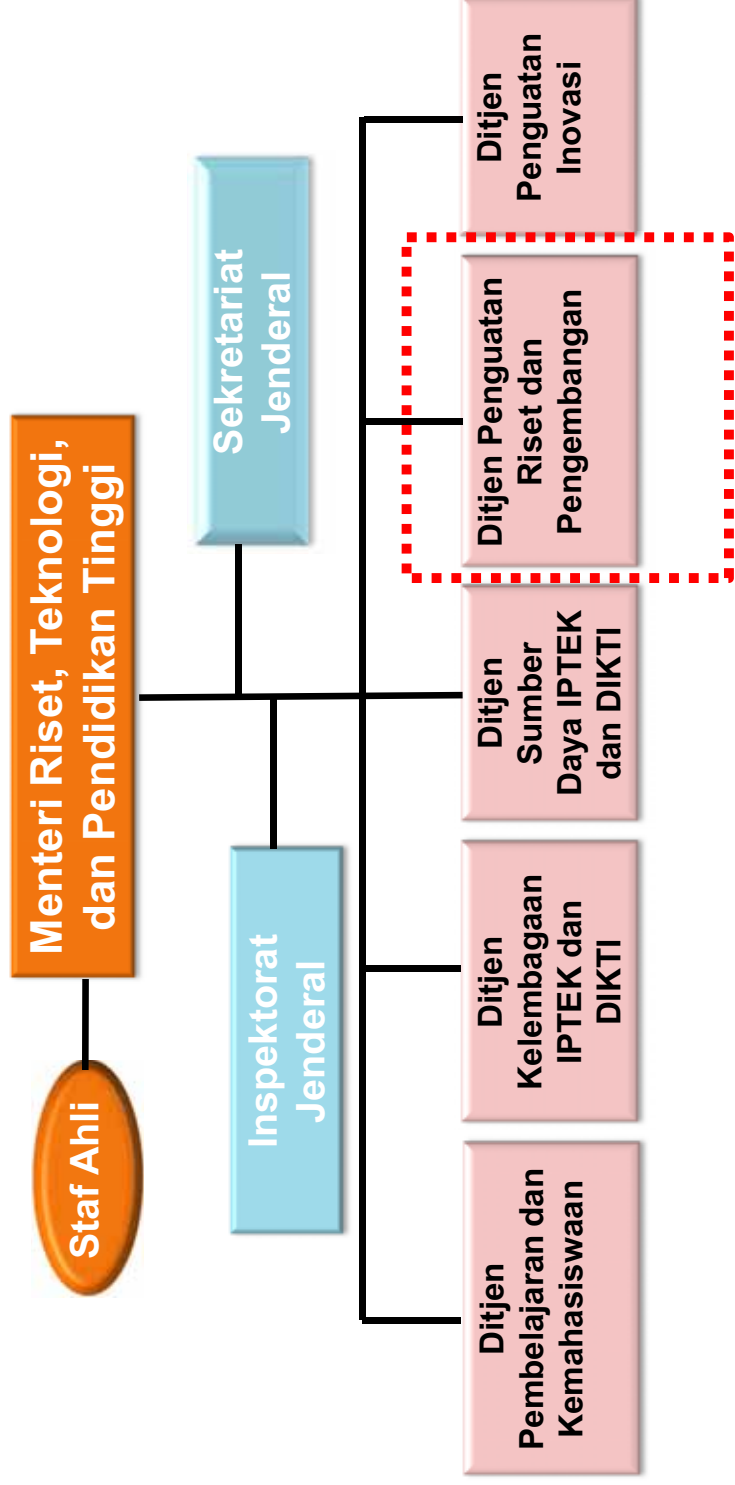 Menteri Riset, Teknologi,
dan Pendidikan Tinggi
Staf Ahli
Sekretariat
Jenderal
Inspektorat
Jenderal
Ditjen
Pembelajaran dan
Kemahasiswaan
Ditjen
Kelembagaan
IPTEK dan
DIKTI
Ditjen
Sumber
Daya IPTEK
dan DIKTI
Ditjen Penguatan
Riset dan
Pengembangan
Ditjen
Penguatan
Inovasi